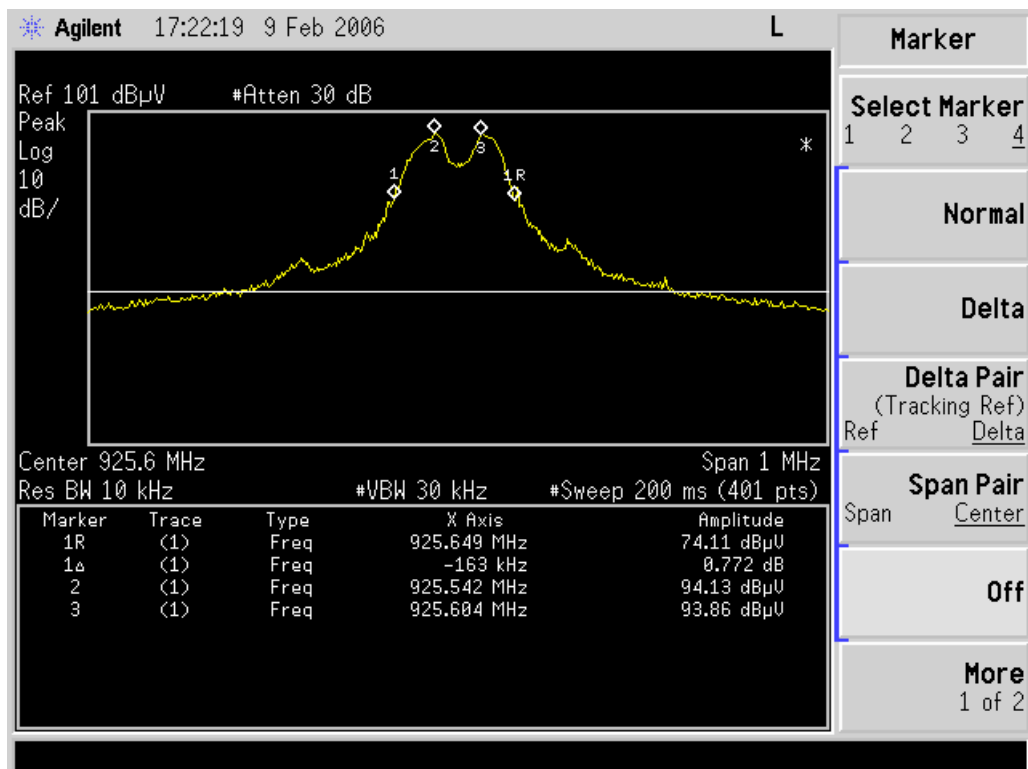 Agilent 17:22:19 9 Feb 2006 L
Ref 101 dBµV #Atten 30 dB
Peak
Log
10
dB/
*
1
2
3
1R
Center 925.6 MHz Span 1 MHz
Res BW 10 kHz #VBW 30 kHz #Sweep 200 ms (401 pts)
Marker Trace Type X Axis Amplitude
1R (1) Freq 925.649 MHz 74.11 dBµV
1Δ (1) Freq -163 kHz 0.772 dB
2 (1) Freq 925.542 MHz 94.13 dBµV
3 (1) Freq 925.604 MHz 93.86 dBµV
Marker
Select Marker
1 2 3 4
Normal
Delta
Delta Pair
(Tracking Ref)
Ref Delta
Span Pair
Span Center
Off
More
1 of 2